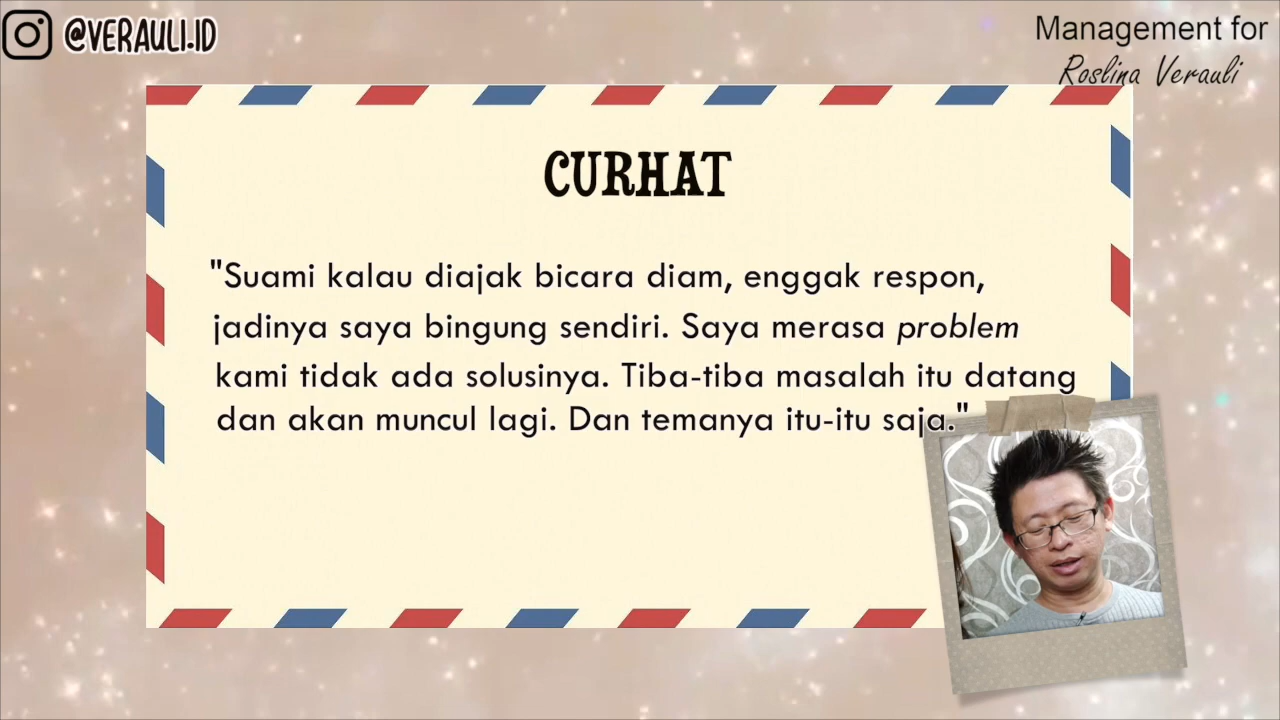 @VERAULI.ID
Management for
Roslina Verauli
CURHAT
"Suami kalau diajak bicara diam, enggak respon,
jadinya saya bingung sendiri. Saya merasa problem
kami tidak ada solusinya. Tiba-tiba masalah itu datang
dan akan muncul lagi. Dan temanya itu-itu saja."